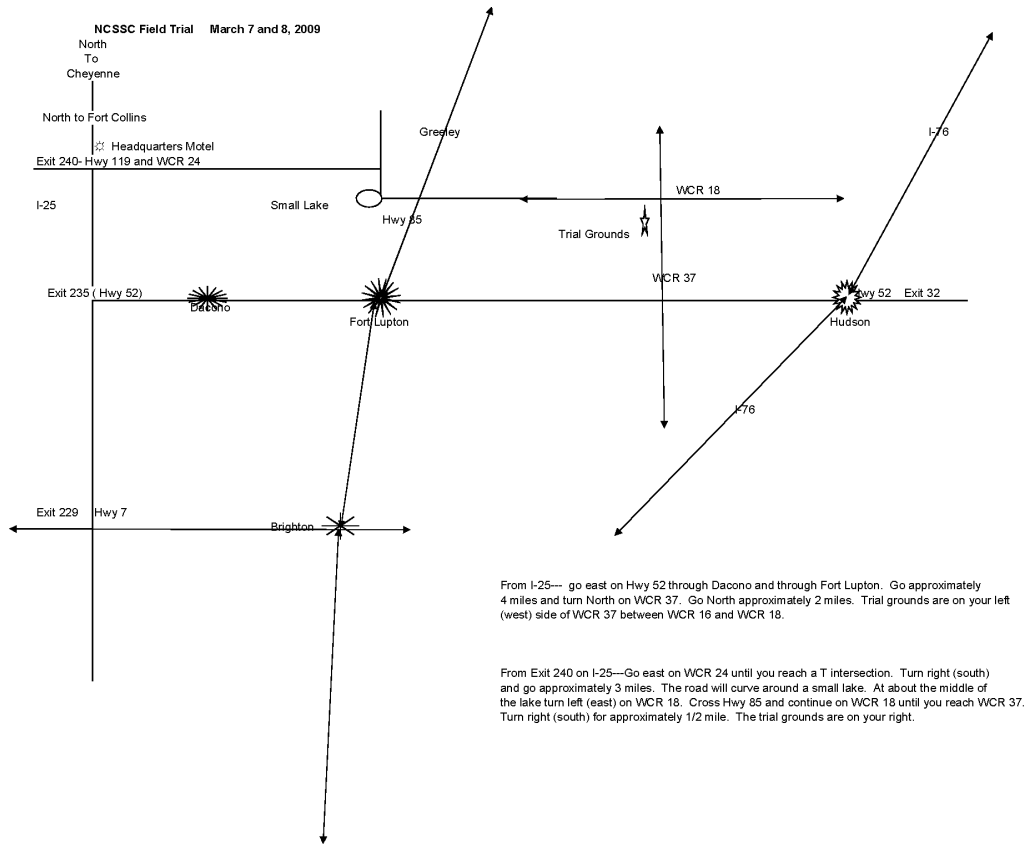 NCSSC Field Trial    March 7 and 8, 2009
North
To
Cheyenne
North to Fort Collins
Greeley
I-76
Headquarters Motel
Exit 240- Hwy 119 and WCR 24
WCR 18
I-25
Small Lake
Hwy 85
Trial Grounds
WCR 37
Exit 235 ( Hwy 52)
wy 52    Exit 32
Dacono
Fort Lupton
Hudson
I-76
Exit 229    Hwy 7
Brighton
From I-25---  go east on Hwy 52 through Dacono and through Fort Lupton.  Go approximately
4 miles and turn North on WCR 37.  Go North approximately 2 miles.  Trial grounds are on your left
(west) side of WCR 37 between WCR 16 and WCR 18.
From Exit 240 on I-25---Go east on WCR 24 until you reach a T intersection.  Turn right (south)
and go approximately 3 miles.  The road will curve around a small lake.  At about the middle of
the lake turn left (east) on WCR 18.  Cross Hwy 85 and continue on WCR 18 until you reach WCR 37.
Turn right (south) for approximately 1/2 mile.  The trial grounds are on your right.